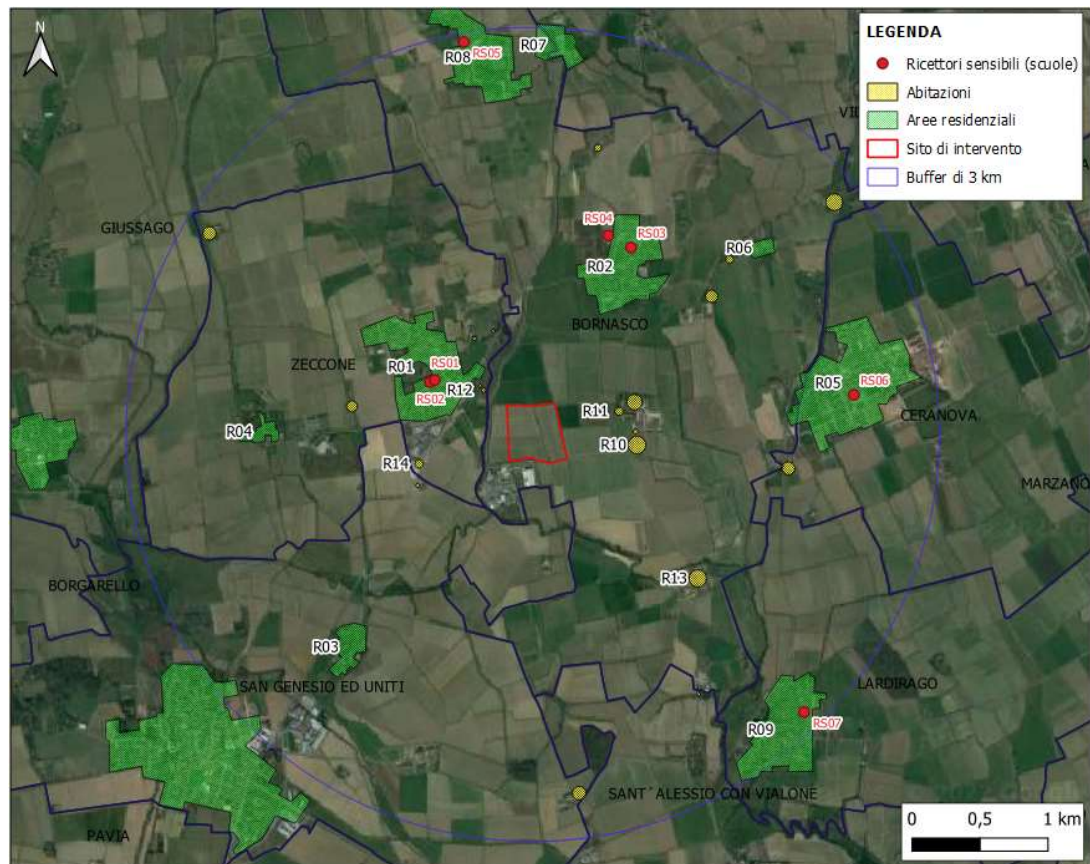 N
LEGENDA
Ricettori sensibili (scuole)
Abitazioni
Aree residenziali
Sito di intervento
Buffer di 3 km
R07
R08
RS05
GIUSSAGO
RS04
RS03
R02
R06
BORNASCO
ZECCONE
R01
RS01
RS02
R12
R05
RS06
R04
R11
R10
CERANOVA
R14
MARZANO
BORGARELLO
R13
R03
SAN GENESIO ED UNITI
LARDIRAGO
RS07
R09
SANT´ALESSIO CON VIALONE
PAVIA
0 0,5 1 km